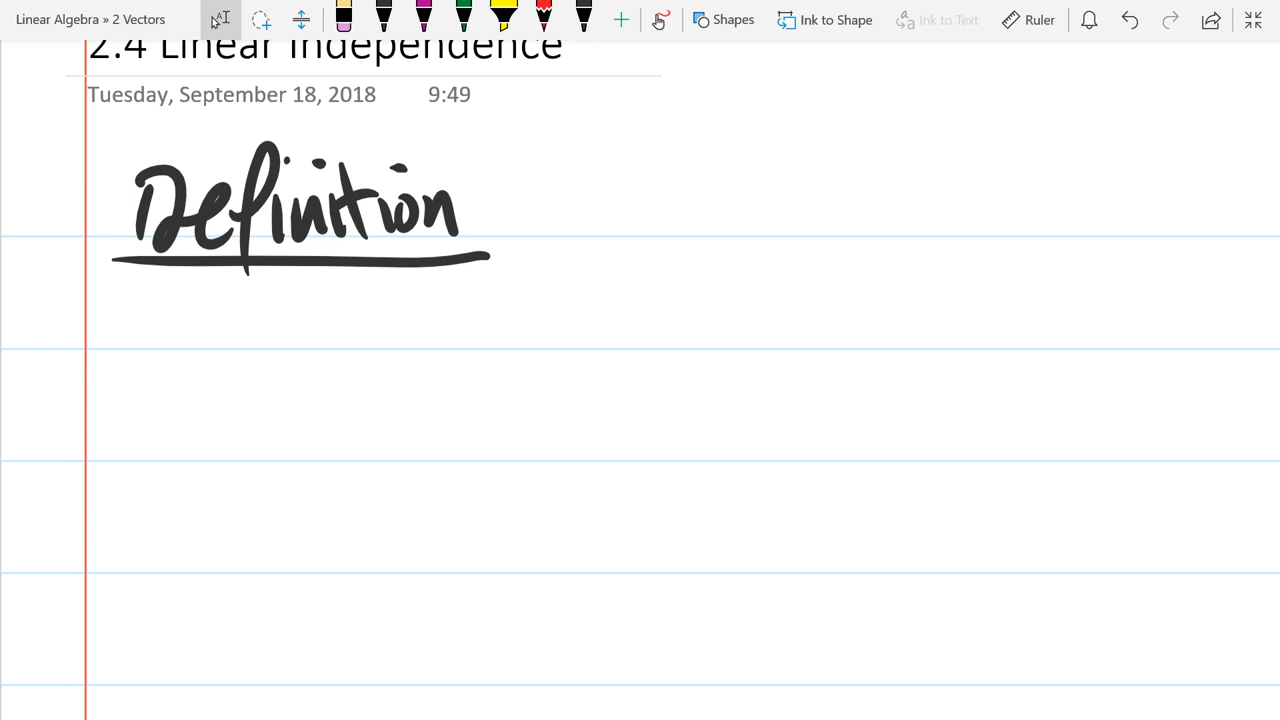 Linear Algebra » 2 Vectors
Shapes
Ink to Shape
Ink to Text
Ruler
2.4 Linear Independence
Tuesday, September 18, 2018 9:49
Definition